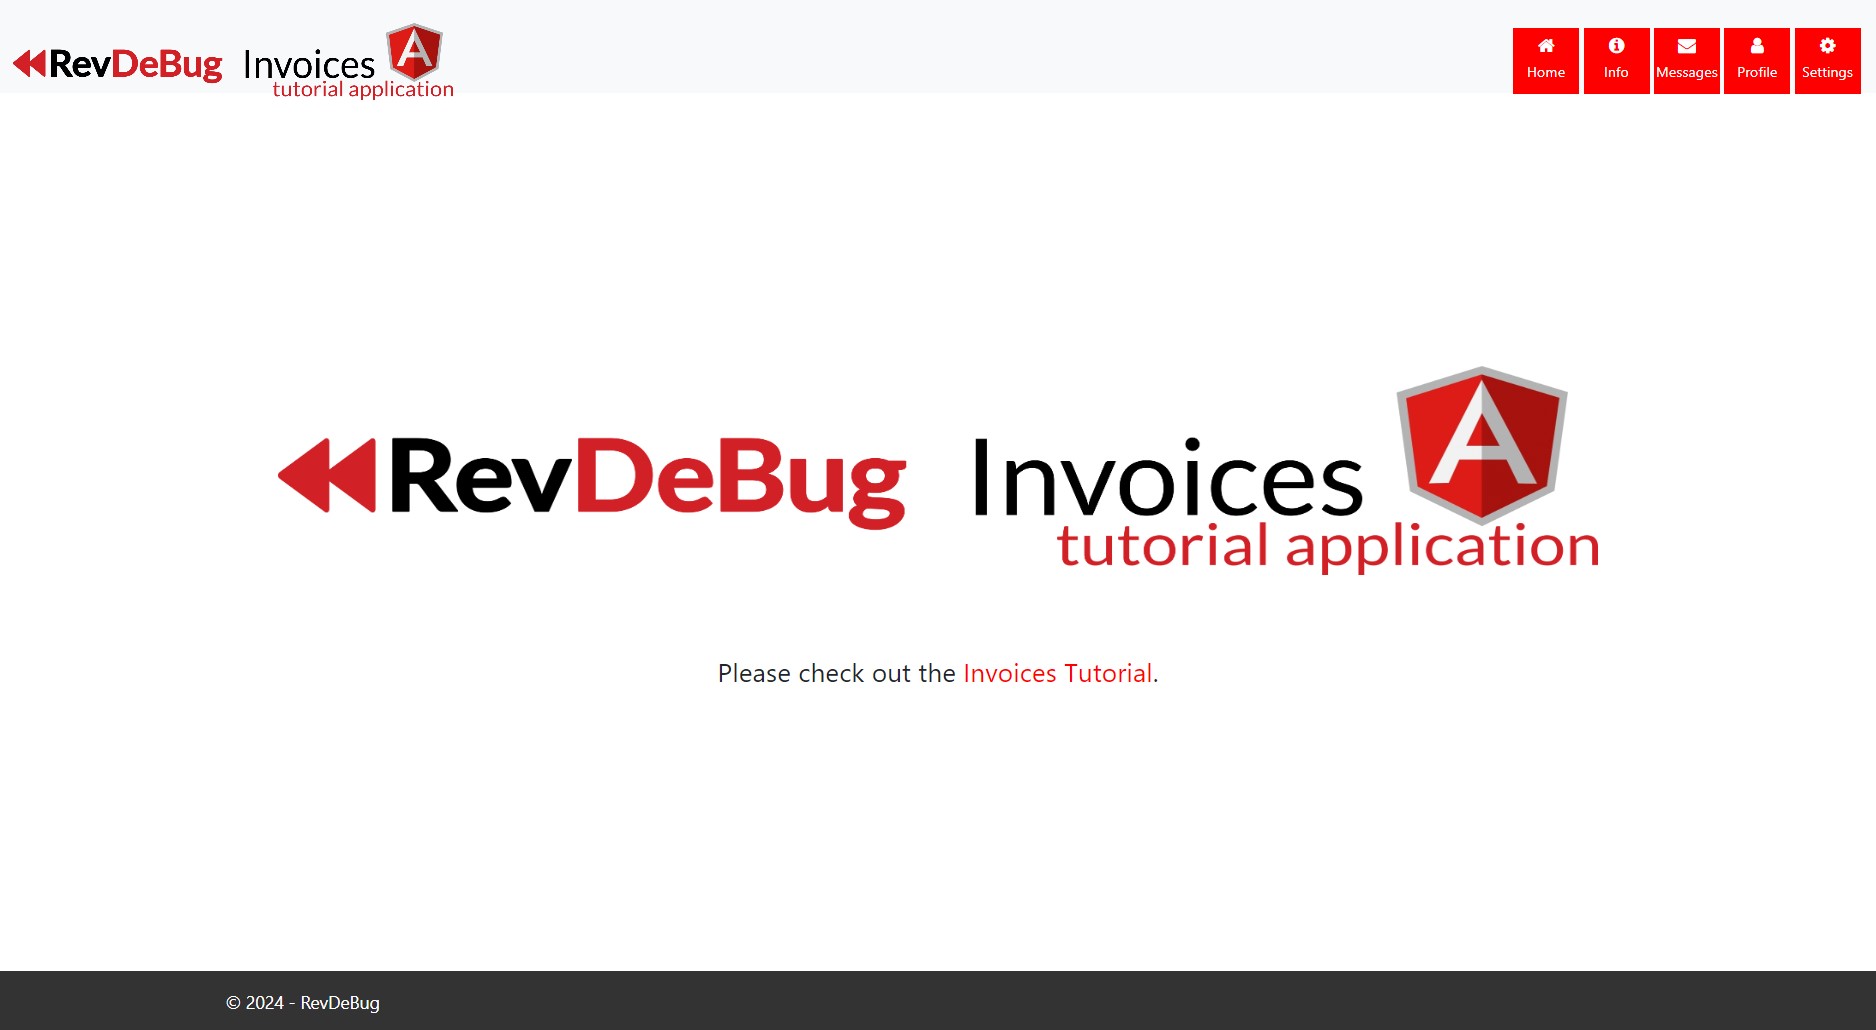 RevDeBug Invoices
tutorial application
Home Info Messages Profile Settings
RevDeBug Invoices
tutorial application
Please check out the Invoices Tutorial.
© 2024 - RevDeBug